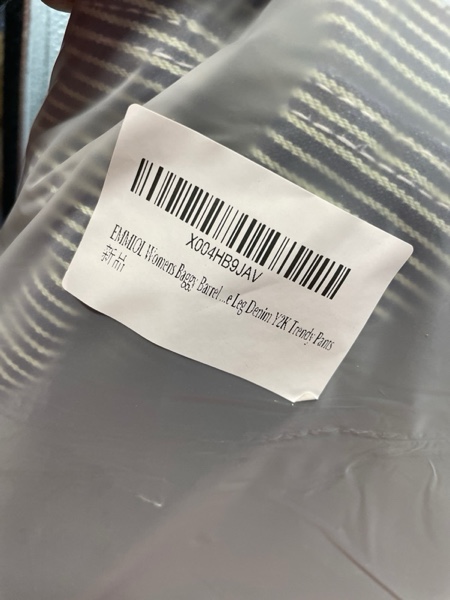 X004HB9JAV
EMMIOL Womens Baggy Barrel...e Leg Denim Y2K Trendy Pants
新品